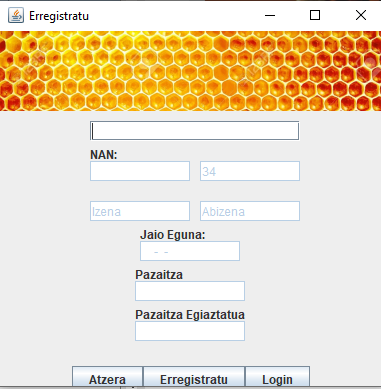 Erregistratu
NAN:
34
Izena Abizena
Jaio Eguna:
- -
Pazaitza
Pazaitza Egiaztatua
Atzera Erregistratu Login